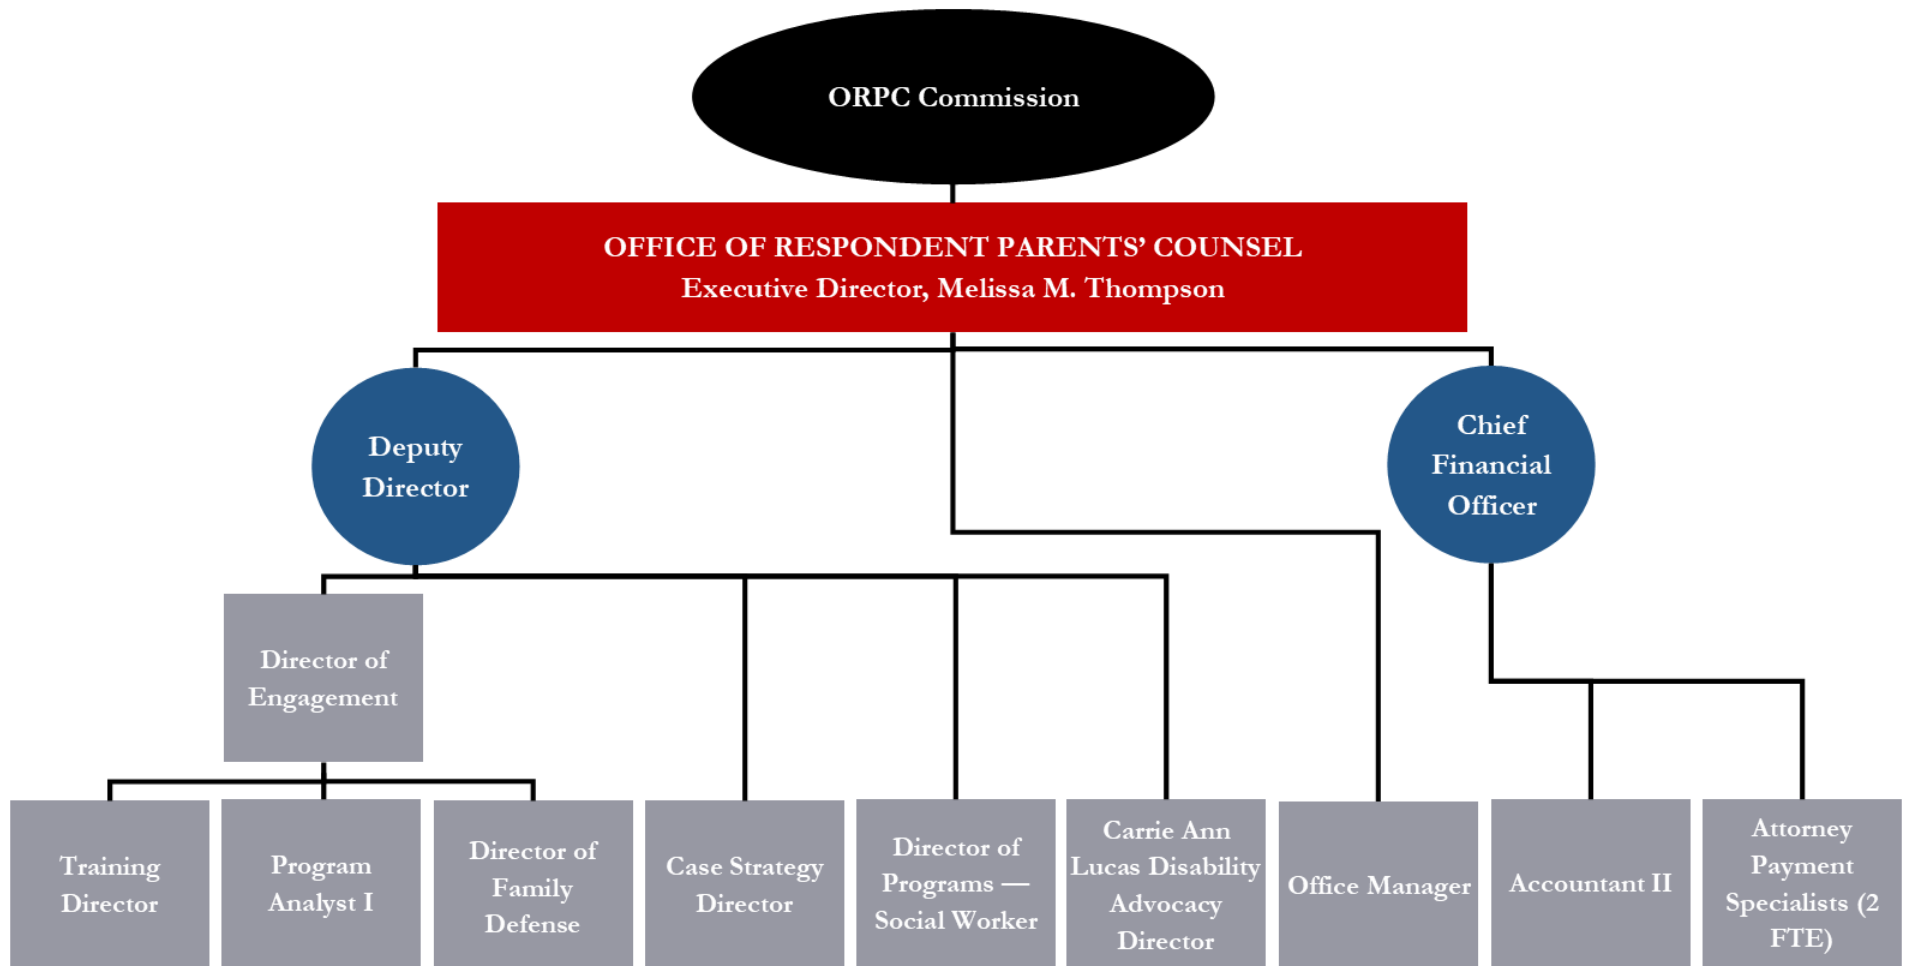 ORPC Commission
OFFICE OF RESPONDENT PARENTS’ COUNSEL
Executive Director, Melissa M. Thompson
Deputy
Director
Chief
Financial
Officer
Director of
Engagement
Training
Director
Program
Analyst I
Director of
Family
Defense
Case Strategy
Director
Director of
Programs —
Social Worker
Carrie Ann
Lucas Disability
Advocacy
Director
Office Manager
Accountant II
Attorney
Payment
Specialists (2
FTE)